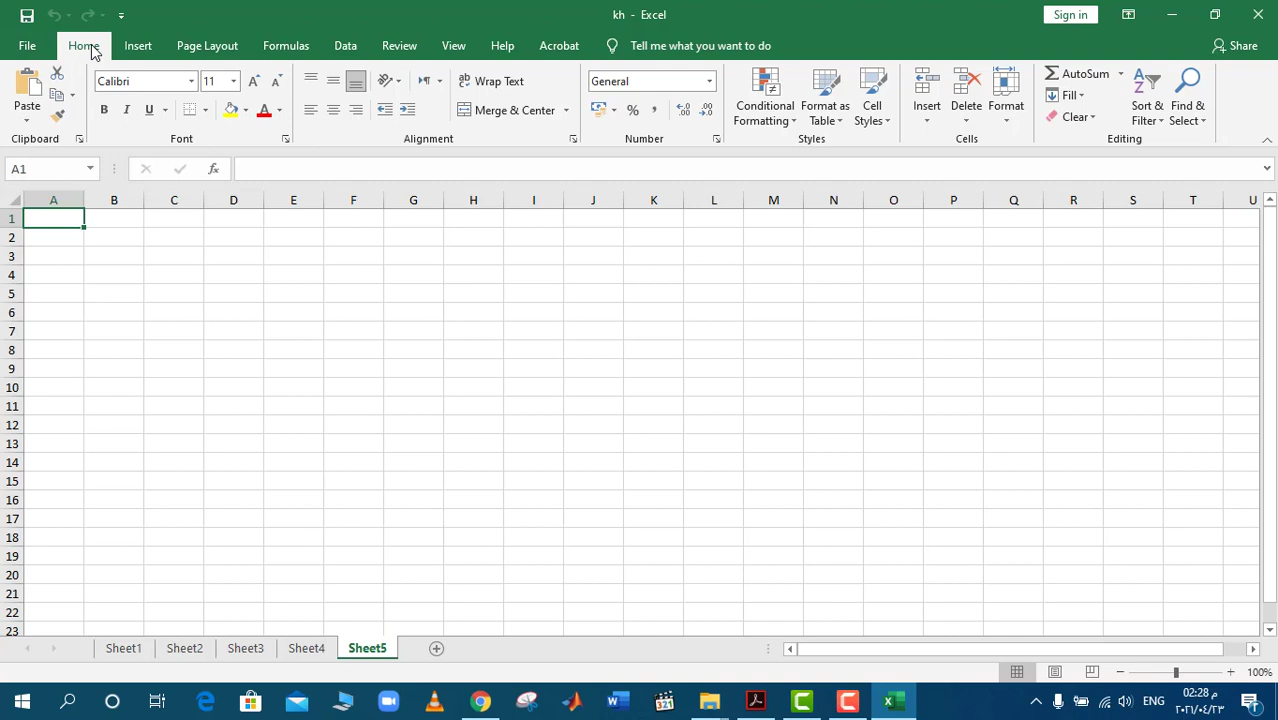 kh - Excel
Sign in
File Home Insert Page Layout Formulas Data Review View Help Acrobat Tell me what you want to do Share
Paste
Calibri 11
B I U A
Wrap Text
Merge & Center
General
% ,
Conditional Formatting
Format as Table
Cell Styles
Insert
Delete
Format
AutoSum
Fill
Clear
Sort & Filter
Find & Select
Clipboard Font Alignment Number Styles Cells Editing
A1 fx
A B C D E F G H I J K L M N O P Q R S T U
1
2
3
4
5
6
7
8
9
10
11
12
13
14
15
16
17
18
19
20
21
22
23
Sheet1 Sheet2 Sheet3 Sheet4 Sheet5
100%
ENG
02:28 م
٢٠٢١/٠٤/٢٣